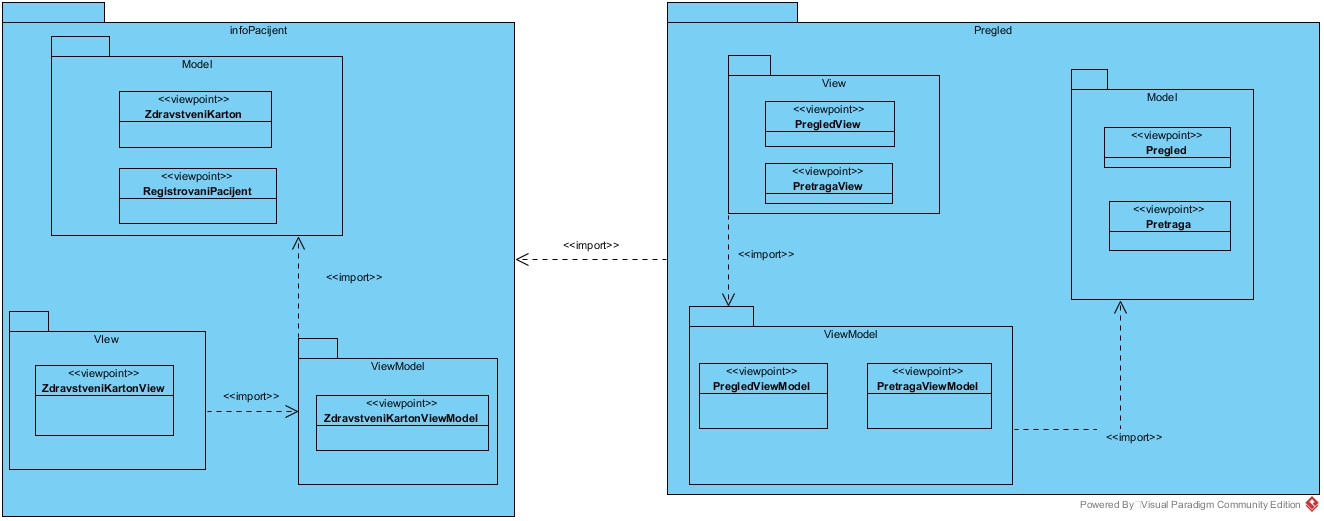 infoPacijent
Model
<<viewpoint>>
ZdravstveniKarton
<<viewpoint>>
RegistrovaniPacijent
<<import>>
VIew
<<viewpoint>>
ZdravstveniKartonView
<<import>>
ViewModel
<<viewpoint>>
ZdravstveniKartonViewModel
<<import>>
Pregled
View
<<viewpoint>>
PregledView
<<viewpoint>>
PretragaView
<<import>>
Model
<<viewpoint>>
Pregled
<<viewpoint>>
Pretraga
ViewModel
<<viewpoint>>
PregledViewModel
<<viewpoint>>
PretragaViewModel
<<import>>
Powered By Visual Paradigm Community Edition